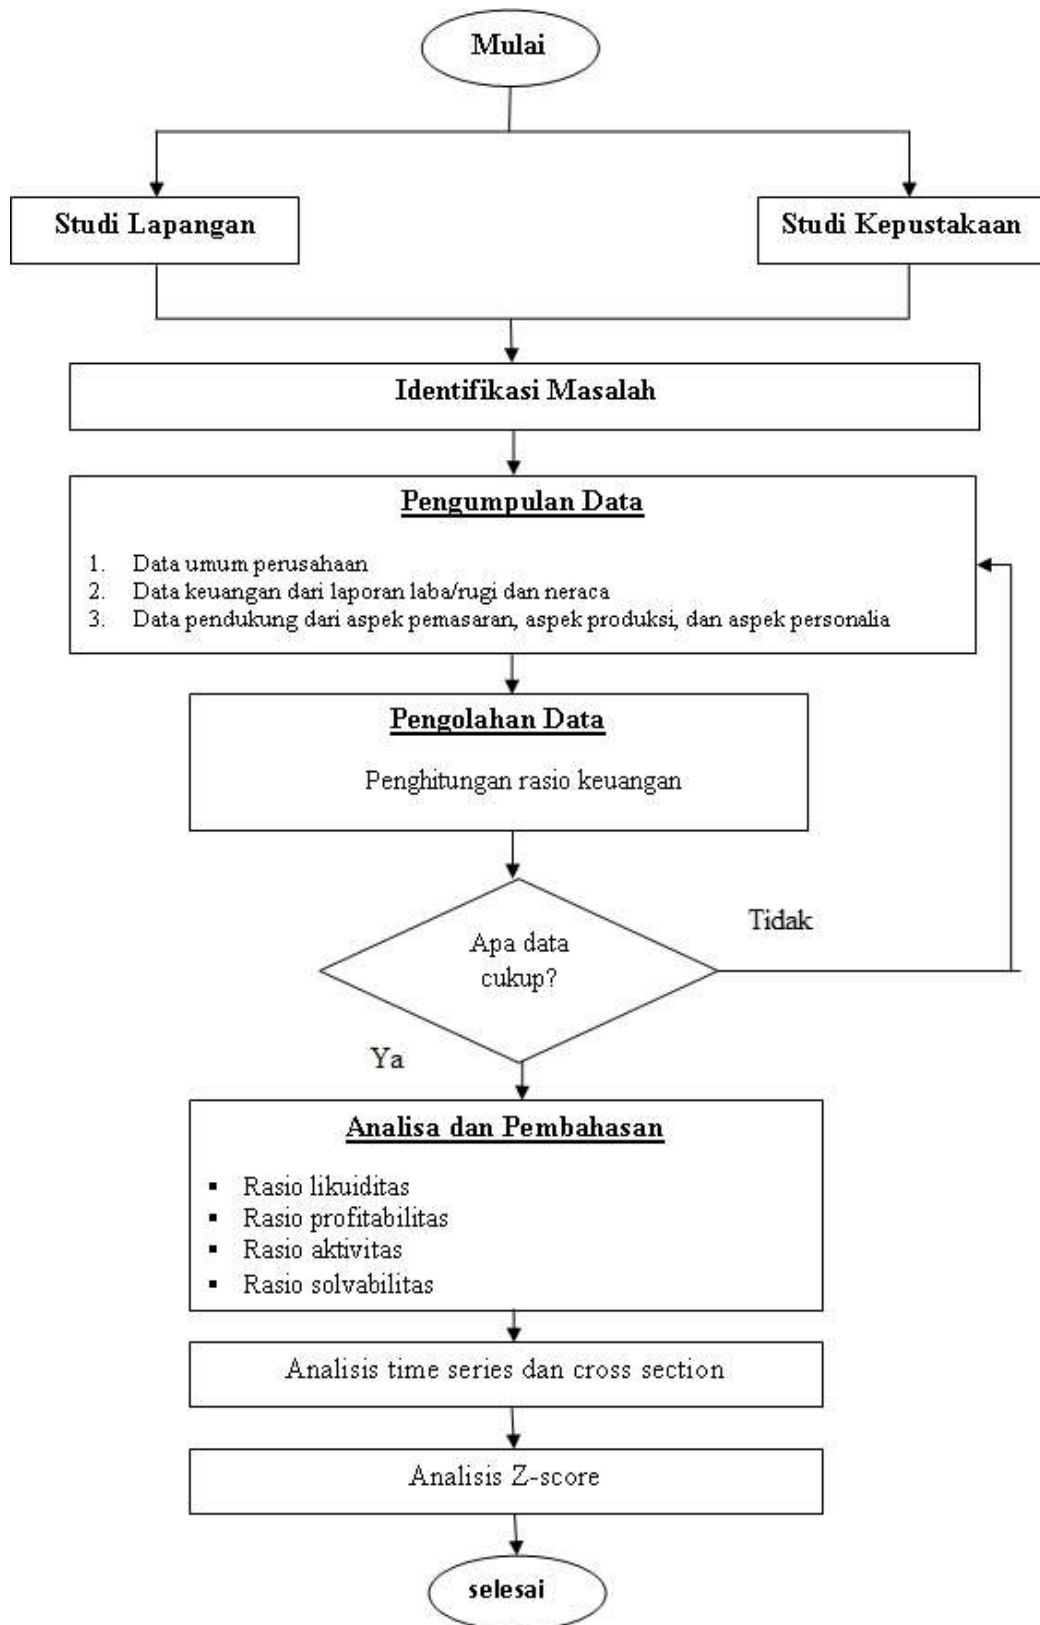 Mulai
Studi Lapangan
Studi Kepustakaan
Identifikasi Masalah
Pengumpulan Data
1. Data umum perusahaan
2. Data keuangan dari laporan laba/rugi dan neraca
3. Data pendukung dari aspek pemasaran, aspek produksi, dan aspek personalia
Pengolahan Data
Penghitungan rasio keuangan
Apa data
cukup?
Tidak
Ya
Analisa dan Pembahasan
▪ Rasio likuiditas
▪ Rasio profitabilitas
▪ Rasio aktivitas
▪ Rasio solvabilitas
Analisis time series dan cross section
Analisis Z-score
selesai